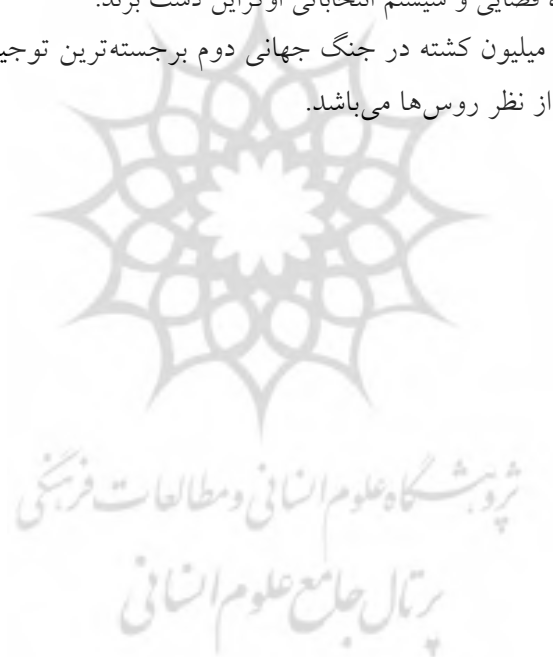 قضایی و سیستم انتخاباتی اوکراین دست برند.
میلیون کشته در جنگ جهانی دوم برجسته‌ترین
از نظر روس‌ها می‌باشد.
پژوهشگاه علوم انسانی و مطالعات فرهنگی
پرتال جامع علوم انسانی